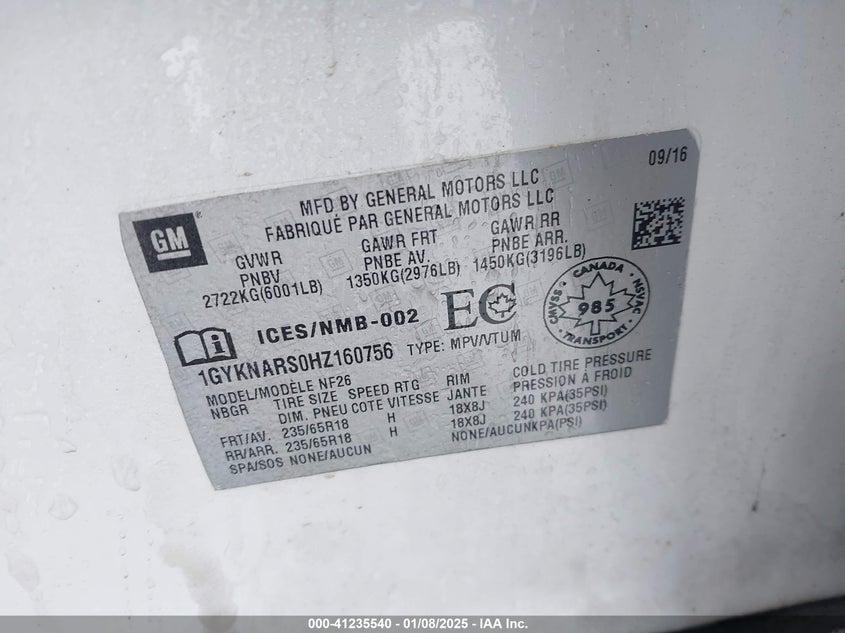 09/16
MFD BY GENERAL MOTORS LLC
FABRIQUÉ PAR GENERAL MOTORS LLC
GM
GVWR GAWR FRT GAWR RR
PNBV PNBE AV. PNBE ARR.
2722KG(6001LB) 1350KG(2976LB) 1450KG(3196LB)
ICES/NMB-002 EC
CANADA
CMVSS 985 NSVAC
TRANSPORT
1GYKNARS0HZ160756 TYPE: MPV/VTUM
MODEL/MODÈLE NF26
NBGR TIRE SIZE SPEED RTG RIM COLD TIRE PRESSURE
DIM. PNEU COTE VITESSE JANTE PRESSION À FROID
FRT/AV. 235/65R18 H 18X8J 240 KPA(35PSI)
RR/ARR. 235/65R18 H 18X8J 240 KPA(35PSI)
SPA/SOS NONE/AUCUN NONE/AUCUNKPA(PSI)
000-41235540 - 01/08/2025 - IAA Inc.